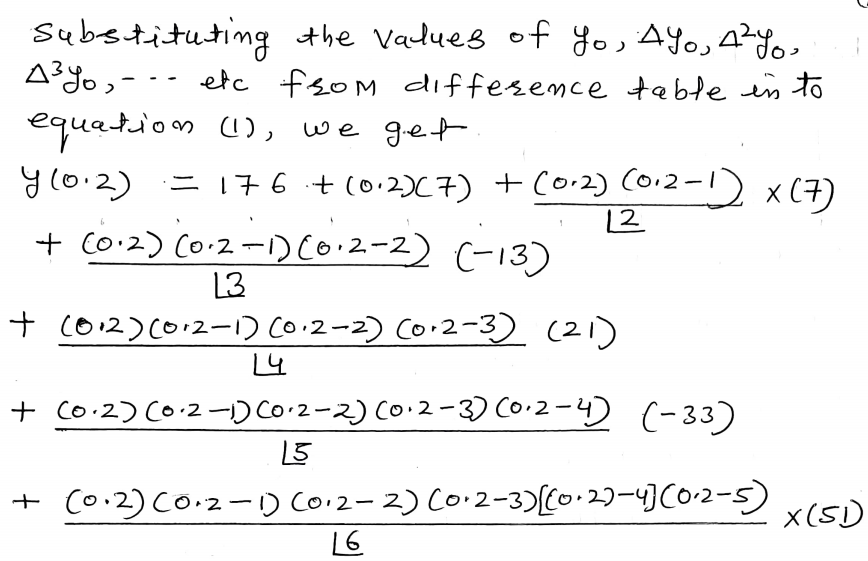 Substituting the values of y₀, Δy₀, Δ²y₀,
Δ³y₀, - - - etc from difference table in to
equation (1), we get
y(0.2) = 176 + (0.2)(7) + (0.2) (0.2-1) / ⌊2 × (7)
+ (0.2) (0.2-1) (0.2-2) / ⌊3 (-13)
+ (0.2) (0.2-1) (0.2-2) (0.2-3) / ⌊4 (21)
+ (0.2) (0.2-1) (0.2-2) (0.2-3) (0.2-4) / ⌊5 (-33)
+ (0.2) (0.2-1) (0.2-2) (0.2-3)[(0.2)-4](0.2-5) / ⌊6 ×(51)